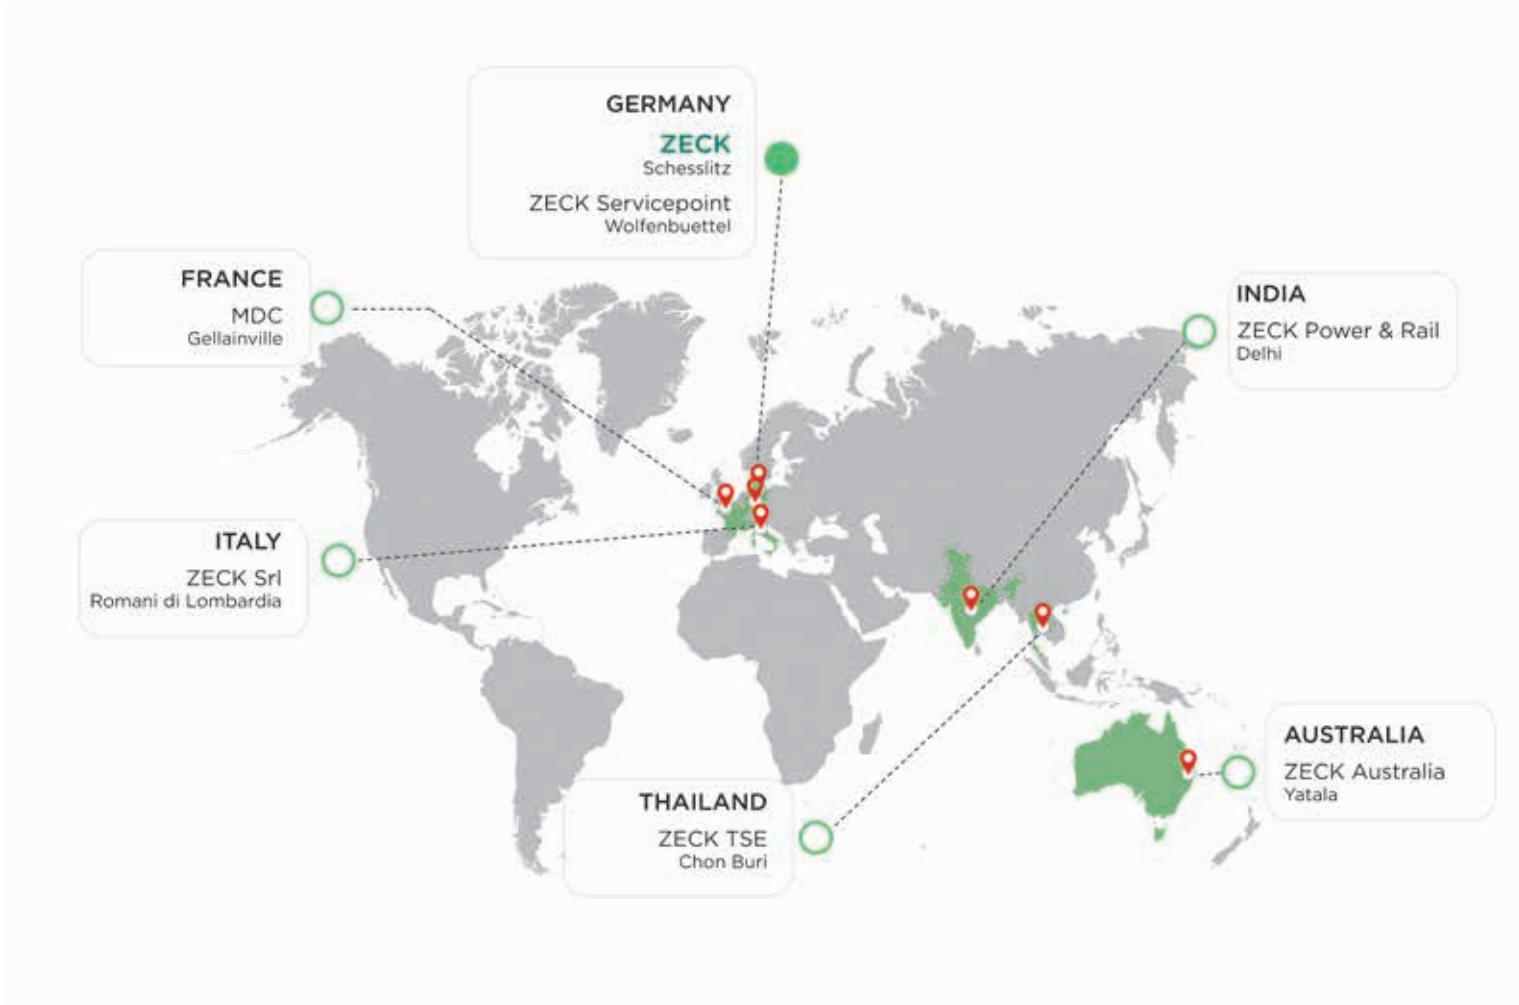 GERMANY
ZECK
Schesslitz
ZECK Servicepoint
Wolfenbuettel
FRANCE
MDC
Gellainville
INDIA
ZECK Power & Rail
Delhi
ITALY
ZECK Srl
Romani di Lombardia
AUSTRALIA
ZECK Australia
Yatala
THAILAND
ZECK TSE
Chon Buri